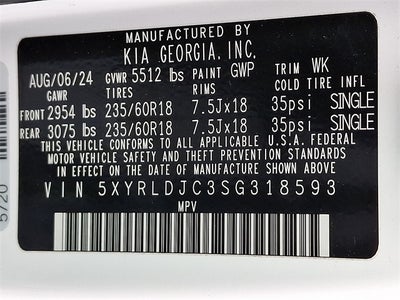 MANUFACTURED BY
KIA GEORGIA, INC.
AUG/06/24 GVWR 5512 lbs PAINT GWP TRIM WK
GAWR TIRES RIMS COLD TIRE INFL
FRONT 2954 lbs 235/60R18 7.5Jx18 35psi SINGLE
REAR 3075 lbs 235/60R18 7.5Jx18 35psi SINGLE
THIS VEHICLE CONFORMS TO ALL APPLICABLE U.S.A. FEDERAL
MOTOR VEHICLE SAFETY AND THEFT PREVENTION STANDARDS
IN EFFECT ON THE DATE OF MANUFACTURE SHOWN ABOVE.
VIN 5XYRLDJC3SG318593
MPV
5720